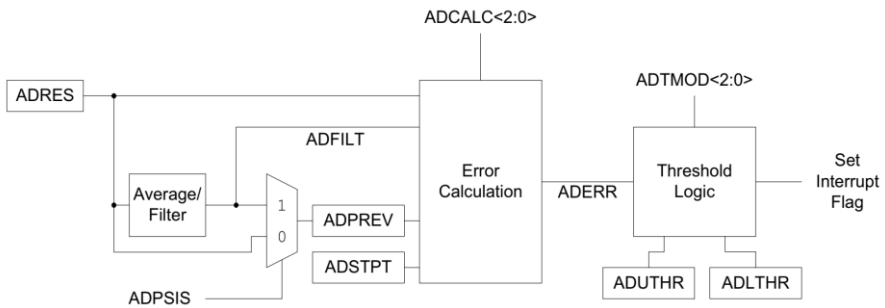 ADCALC<2:0>
ADTMOD<2:0>
ADRES
ADFILT
Average/
Filter
1
0
ADPREV
ADSTPT
ADPSIS
Error
Calculation
ADERR
Threshold
Logic
Set
Interrupt
Flag
ADUTHR
ADLTHR